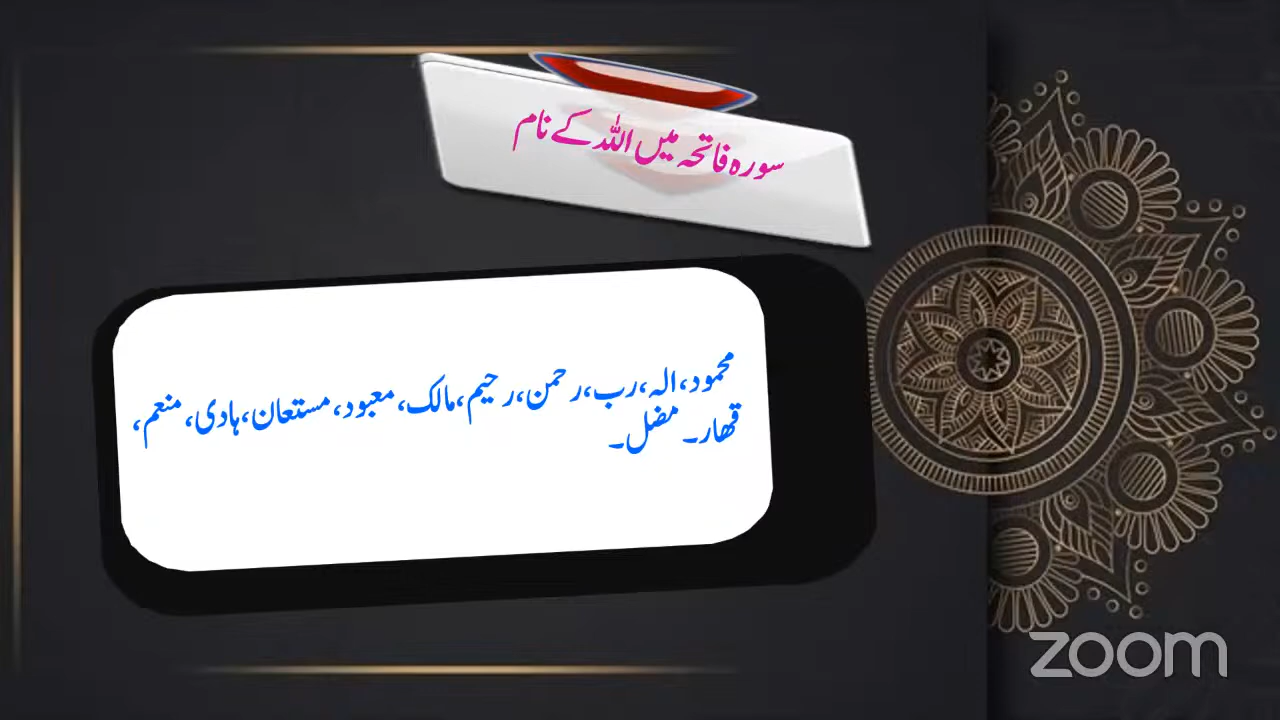 سورہ فاتحہ میں اللہ کے نام
محمود، الہ، رب، رحمن، رحیم، مالک، معبود، مستعان، ہادی، منعم،
قھار۔ مضل۔
zoom